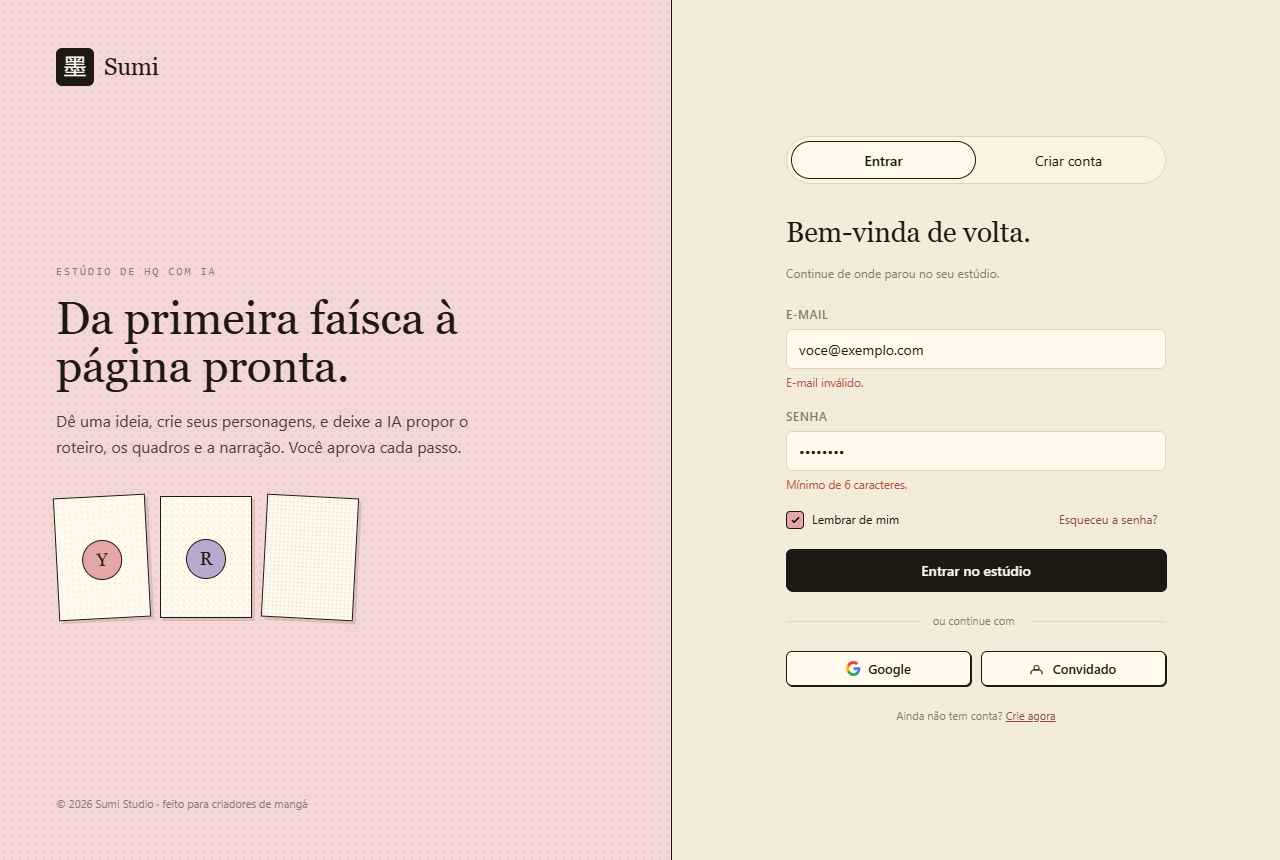 墨 Sumi
ESTÚDIO DE HQ COM IA
Da primeira faísca à
página pronta.
Dê uma ideia, crie seus personagens, e deixe a IA propor o
roteiro, os quadros e a narração. Você aprova cada passo.
Y R
© 2026 Sumi Studio · feito para criadores de mangá
Entrar Criar conta
Bem-vinda de volta.
Continue de onde parou no seu estúdio.
E-MAIL
voce@exemplo.com
E-mail inválido.
SENHA
••••••••
Mínimo de 6 caracteres.
Lembrar de mim Esqueceu a senha?
Entrar no estúdio
ou continue com
Google Convidado
Ainda não tem conta? Crie agora